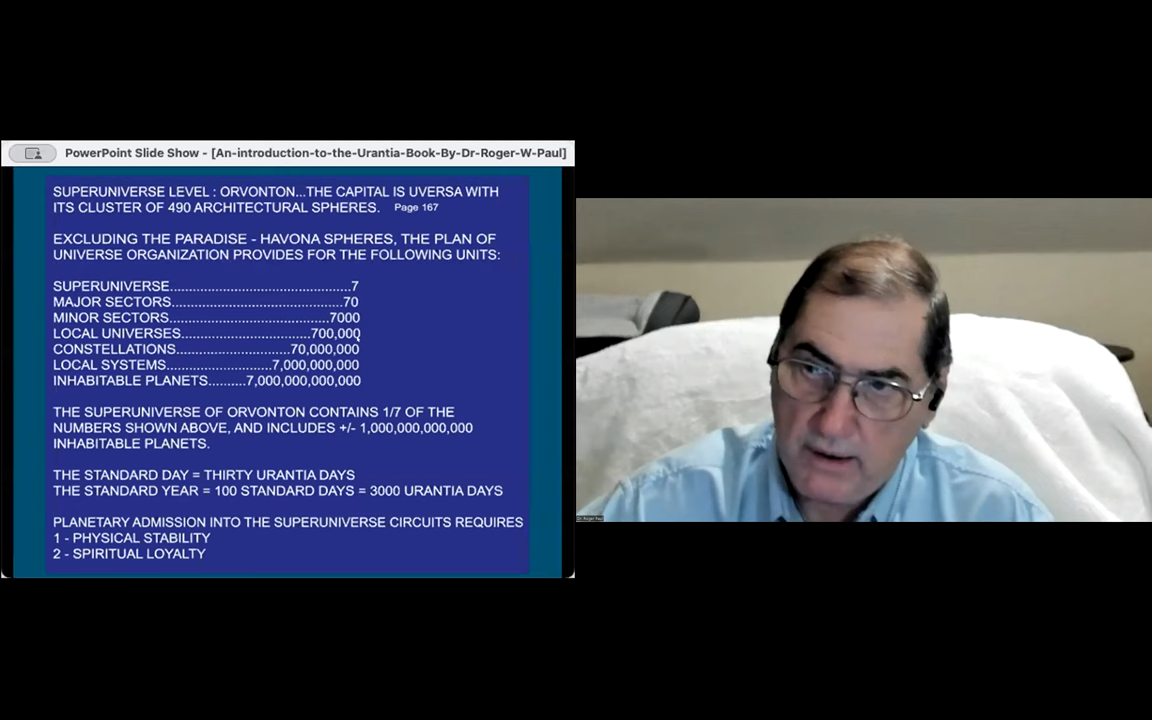 PowerPoint Slide Show - [An-introduction-to-the-Urantia-Book-By-Dr-Roger-W-Paul]
SUPERUNIVERSE LEVEL : ORVONTON...THE CAPITAL IS UVERSA WITH
ITS CLUSTER OF 490 ARCHITECTURAL SPHERES. Page 167
EXCLUDING THE PARADISE - HAVONA SPHERES, THE PLAN OF
UNIVERSE ORGANIZATION PROVIDES FOR THE FOLLOWING UNITS:
SUPERUNIVERSE..............................................7
MAJOR SECTORS...........................................70
MINOR SECTORS........................................7000
LOCAL UNIVERSES................................700,000
CONSTELLATIONS............................70,000,000
LOCAL SYSTEMS..........................7,000,000,000
INHABITABLE PLANETS..........7,000,000,000,000
THE SUPERUNIVERSE OF ORVONTON CONTAINS 1/7 OF THE
NUMBERS SHOWN ABOVE, AND INCLUDES +/- 1,000,000,000,000
INHABITABLE PLANETS.
THE STANDARD DAY = THIRTY URANTIA DAYS
THE STANDARD YEAR = 100 STANDARD DAYS = 3000 URANTIA DAYS
PLANETARY ADMISSION INTO THE SUPERUNIVERSE CIRCUITS REQUIRES
1 - PHYSICAL STABILITY
2 - SPIRITUAL LOYALTY